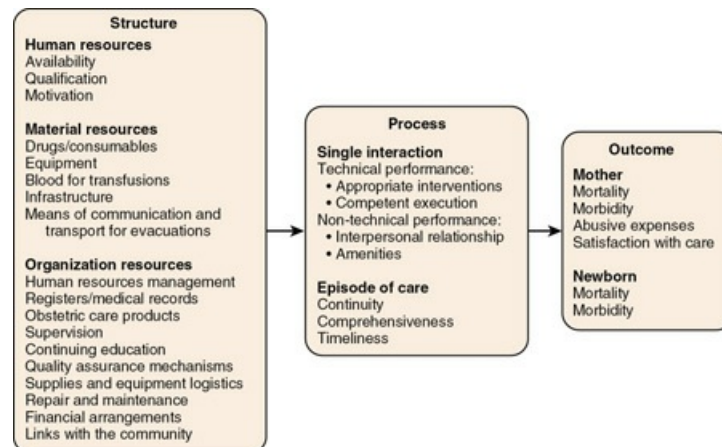 Structure
Human resources
Availability
Qualification
Motivation
Material resources
Drugs/consumables
Equipment
Blood for transfusions
Infrastructure
Means of communication and
transport for evacuations
Organization resources
Human resources management
Registers/medical records
Obstetric care products
Supervision
Continuing education
Quality assurance mechanisms
Supplies and equipment logistics
Repair and maintenance
Financial arrangements
Links with the community
Process
Single interaction
Technical performance:
• Appropriate interventions
• Competent execution
Non-technical performance:
• Interpersonal relationship
• Amenities
Episode of care
Continuity
Comprehensiveness
Timeliness
Outcome
Mother
Mortality
Morbidity
Abusive expenses
Satisfaction with care
Newborn
Mortality
Morbidity